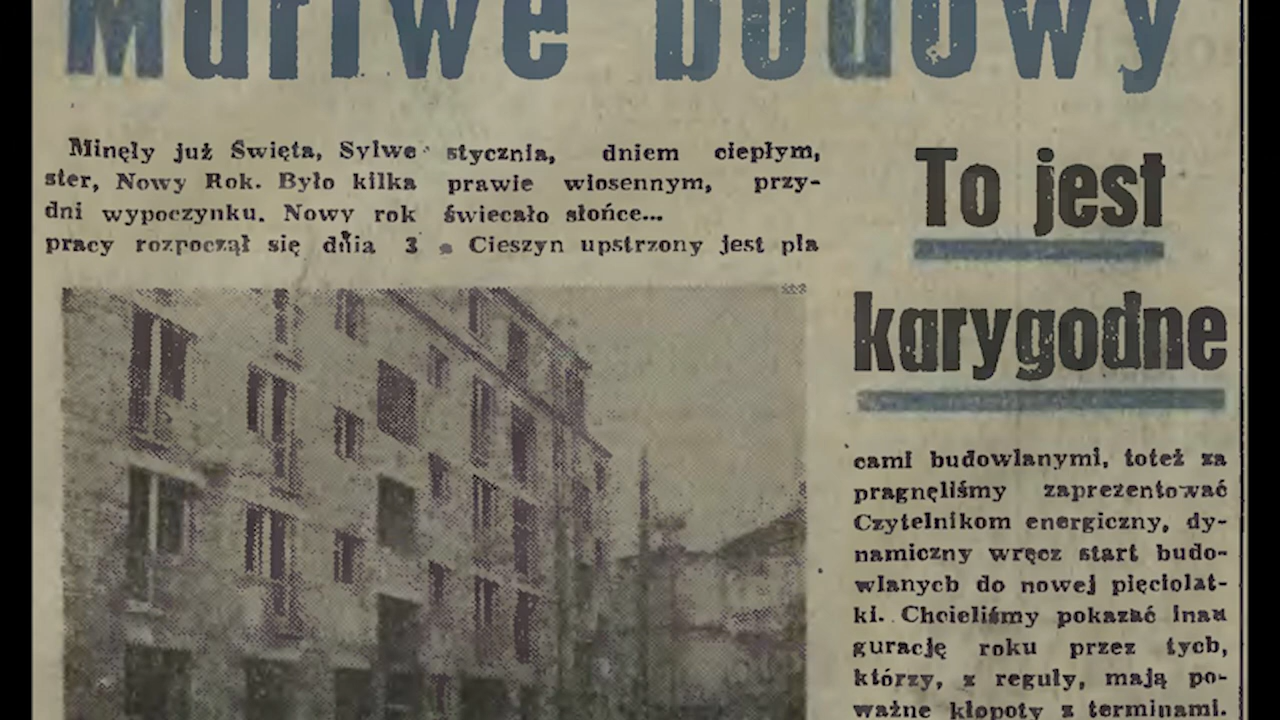 Martwe budowy
Minęły już Święta, Sylwe
ster, Nowy Rok. Było kilka
dni wypoczynku. Nowy rok
pracy rozpoczął się dnia 3
stycznia, dniem ciepłym,
prawie wiosennym, przy-
świecało słońce...
Cieszyn upstrzony jest pla
To jest
karygodne
cami budowlanymi, toteż za
pragnęliśmy zaprezentować
Czytelnikom energiczny, dy-
namiczny wręcz start budo-
wlanych do nowej pięciolat-
ki. Chcieliśmy pokazać inau
gurację roku przez tych,
którzy, z reguły, mają po-
ważne kłopoty z terminami.